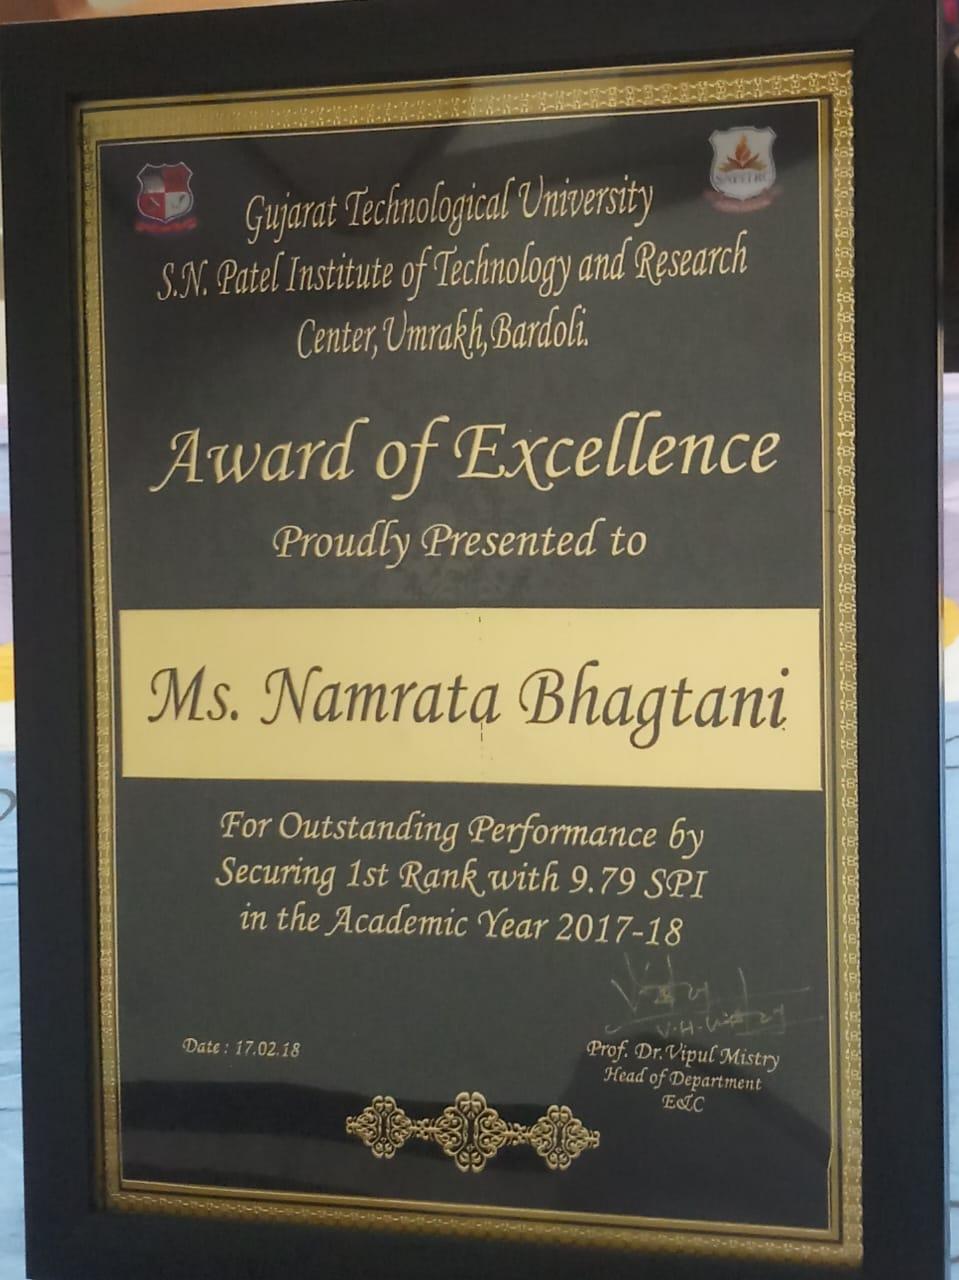 Gujarat Technological University
S.N. Patel Institute of Technology and Research
Center, Umrakh, Bardoli.
Award of Excellence
Proudly Presented to
Ms. Namrata Bhagtani
For Outstanding Performance by
Securing 1st Rank with 9.79 SPI
in the Academic Year 2017-18
Date : 17.02.18
Prof. Dr. Vipul Mistry
Head of Department
E&C